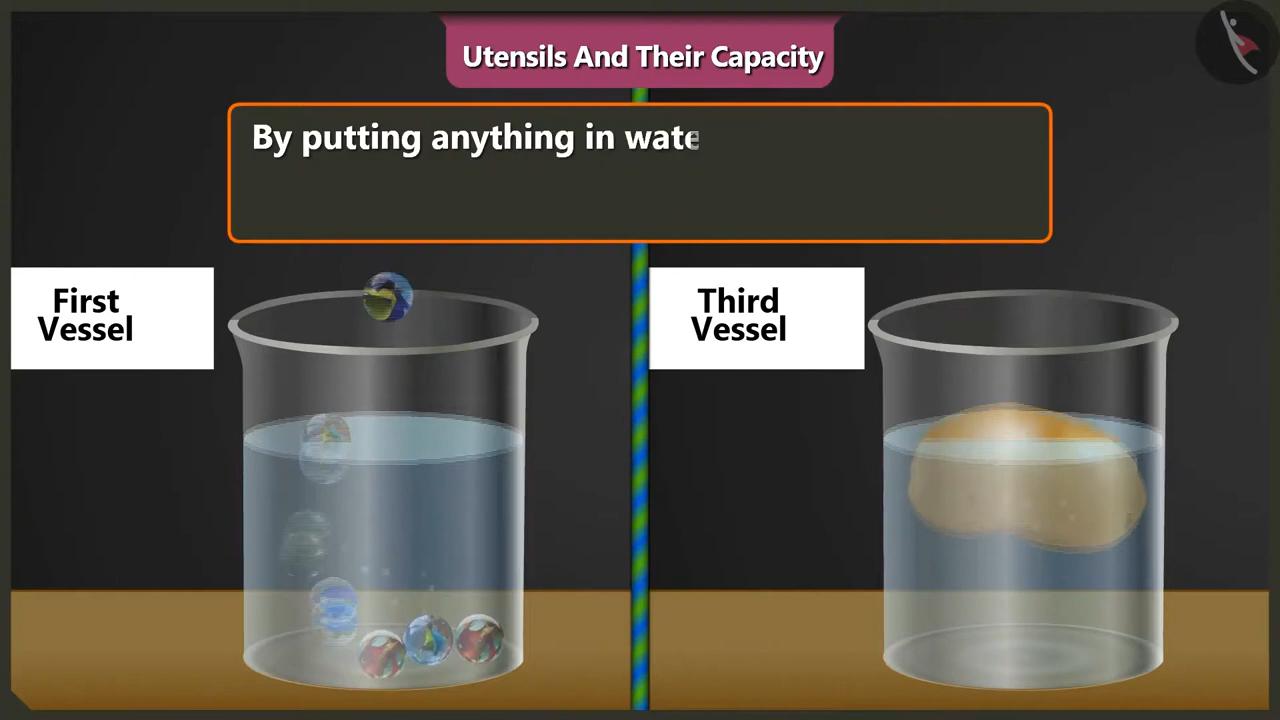 Utensils And Their Capacity
By putting anything in wate
First
Vessel
Third
Vessel